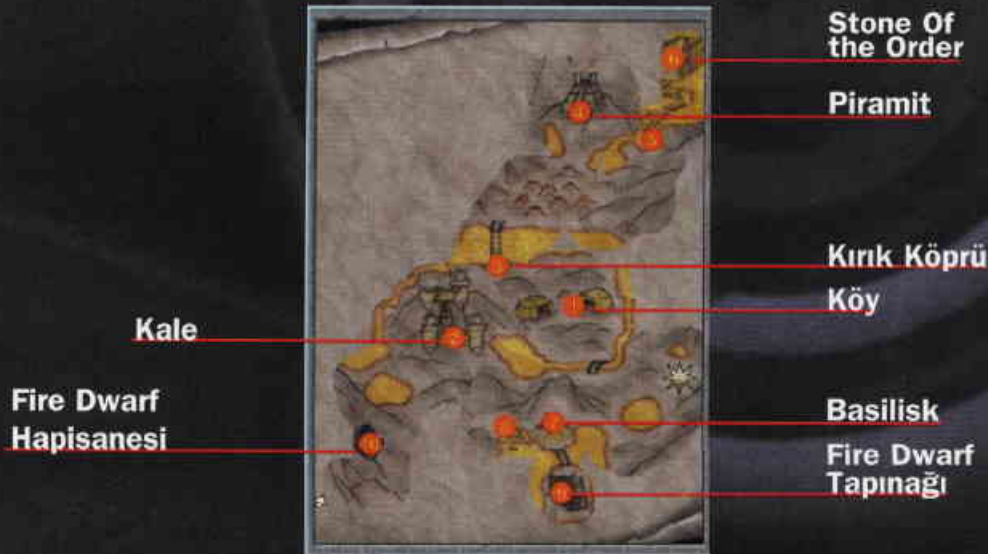 Stone Of
the Order
Piramit
Kırık Köprü
Köy
Kale
Fire Dwarf
Hapisanesi
Basilisk
Fire Dwarf
Tapınağı